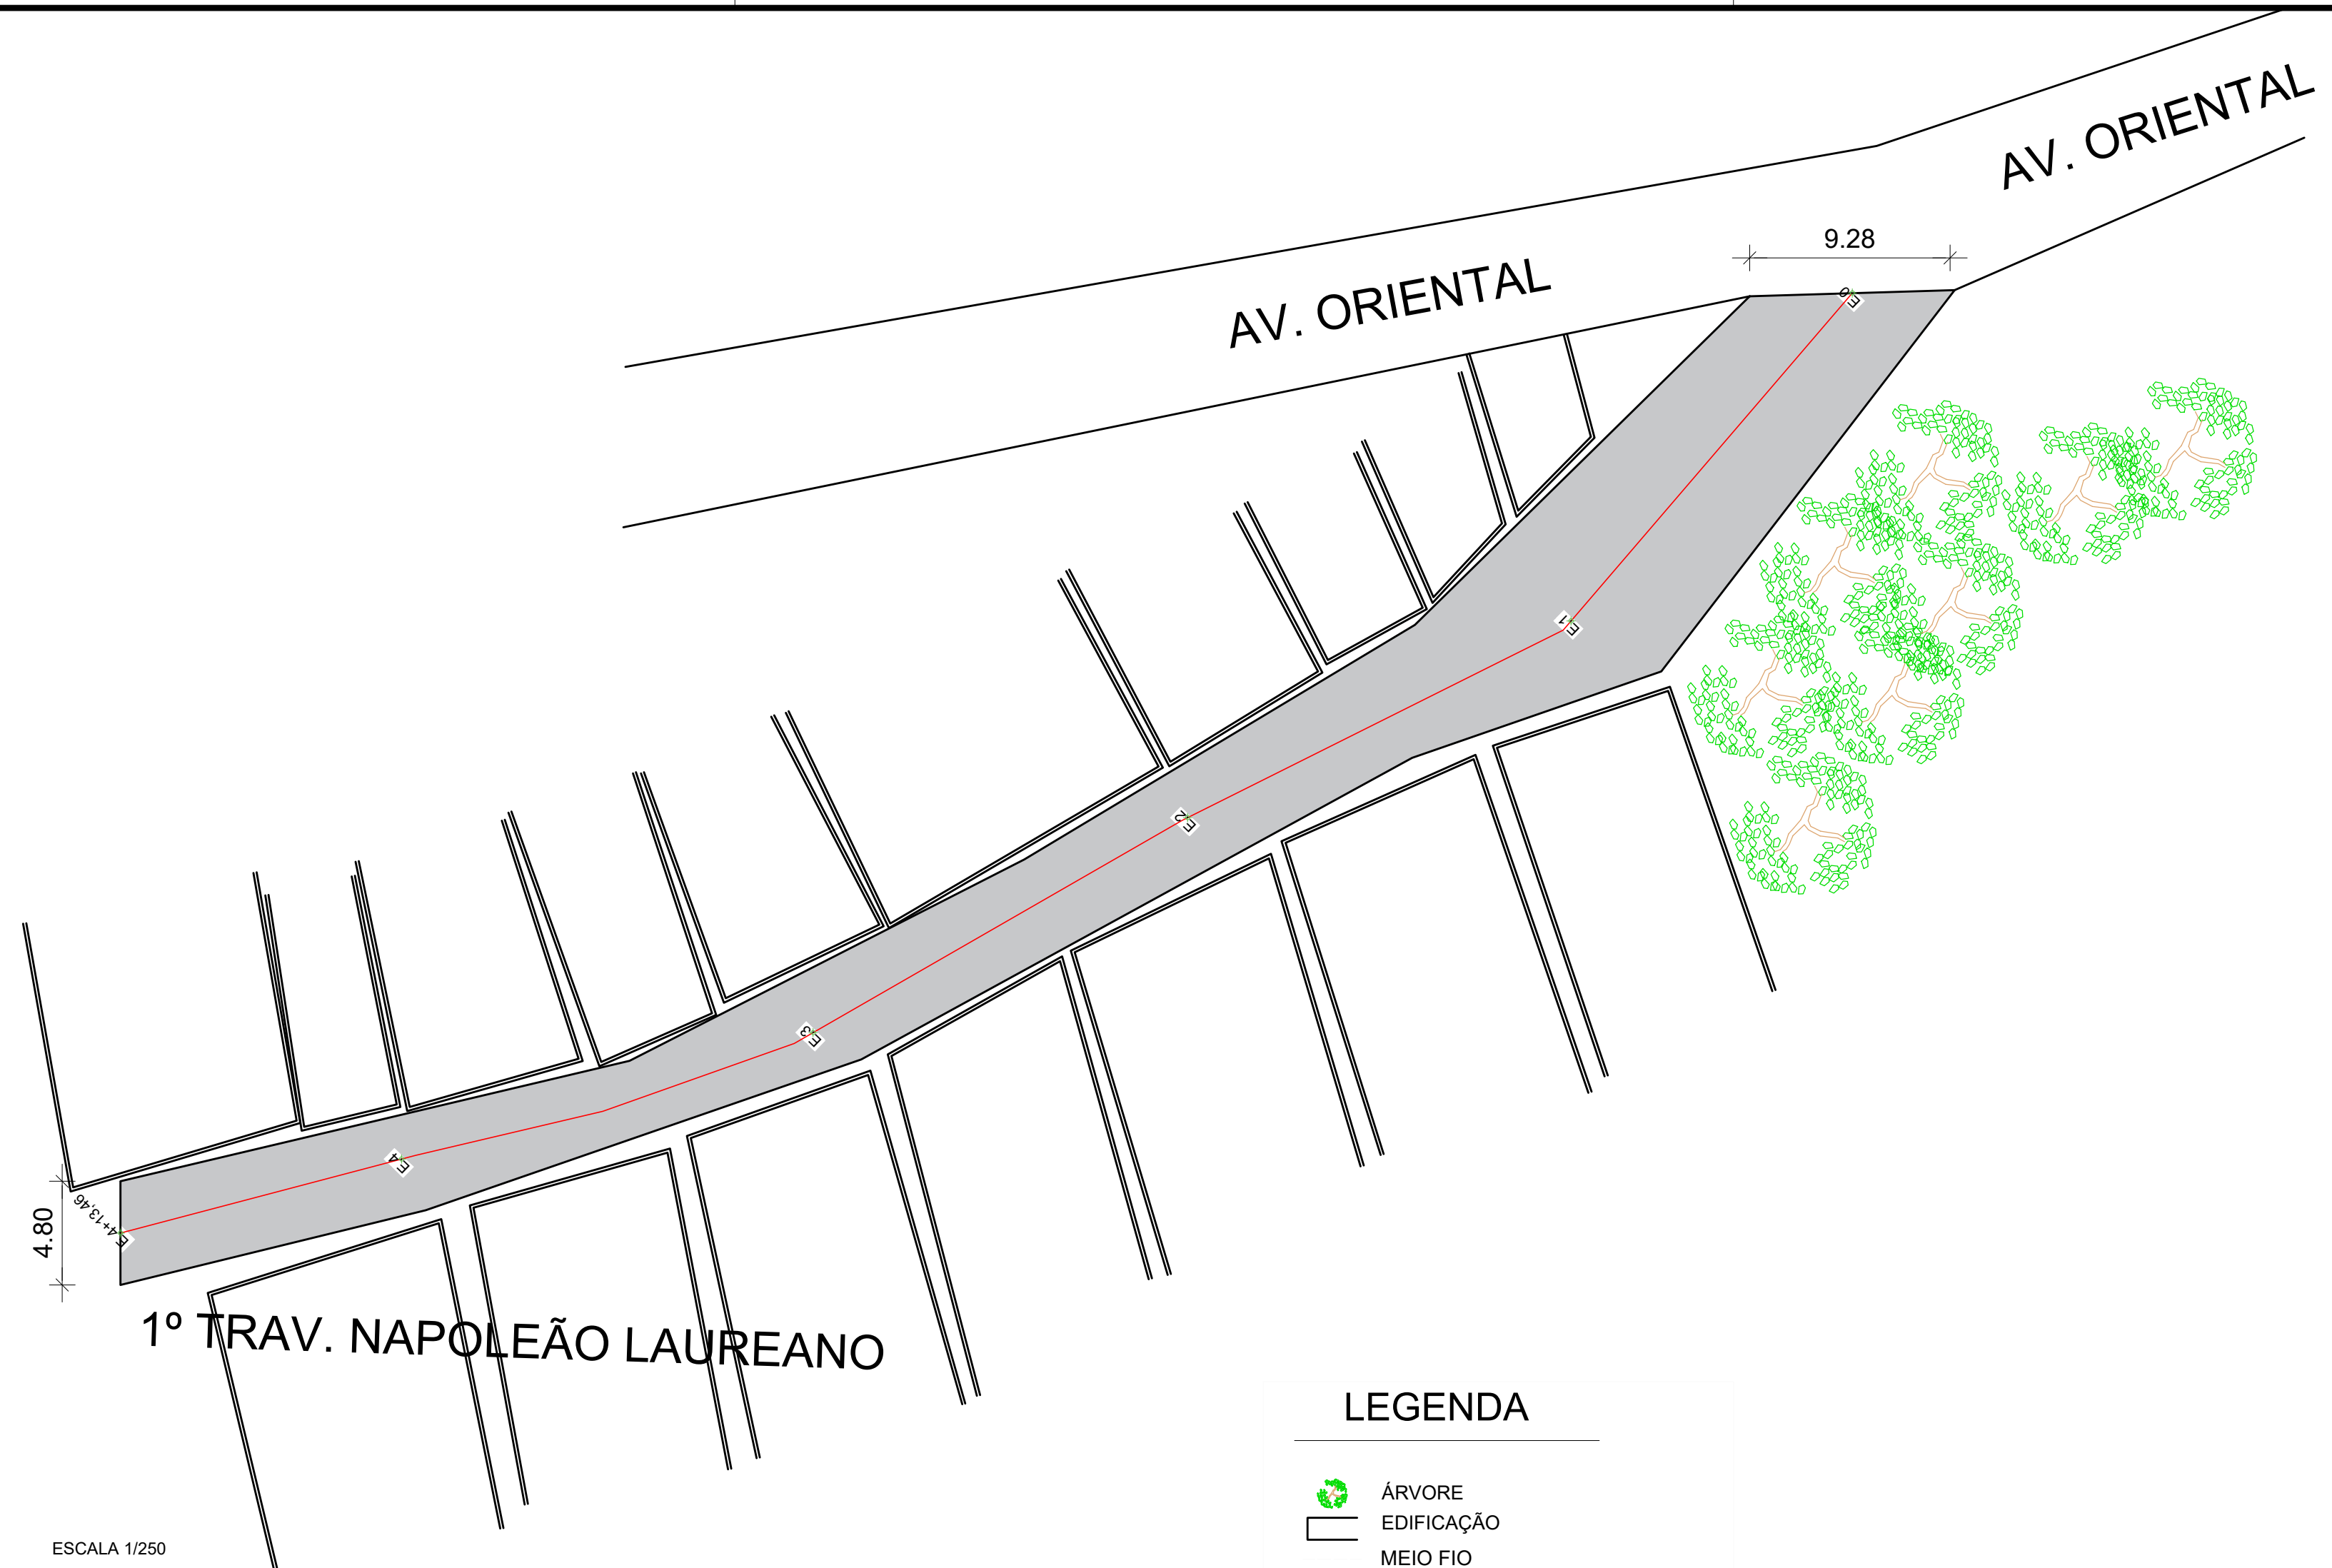 AV. ORIENTAL
9.28
AV. ORIENTAL
E0
E1
E2
E3
E4
E4+13,46
4.80
1º TRAV. NAPOLEÃO LAUREANO
LEGENDA
ÁRVORE
EDIFICAÇÃO
MEIO FIO
ESCALA 1/250